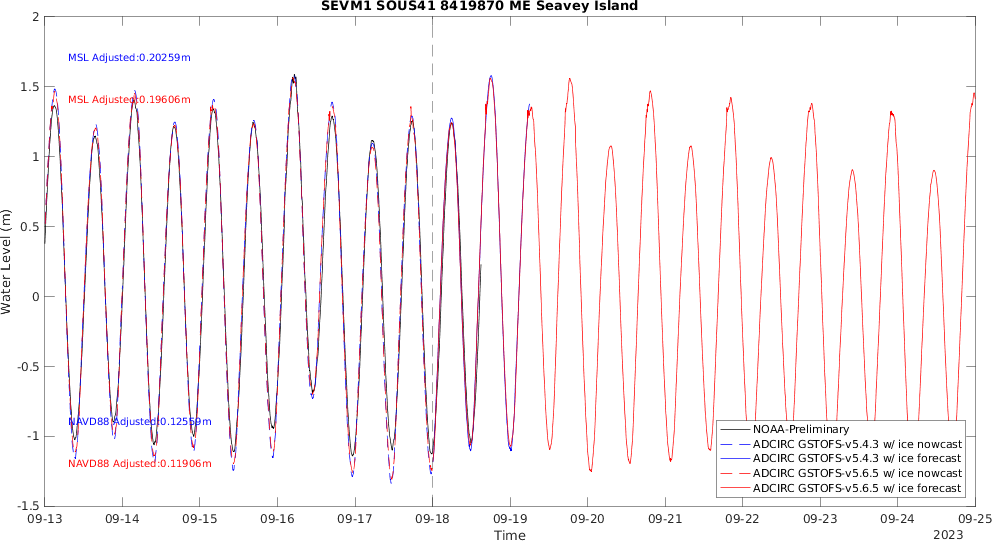 SEVM1 SOUS41 8419870 ME Seavey Island
2
1.5
1
0.5
0
-0.5
-1
-1.5
Water Level (m)
MSL Adjusted:0.20259m
MSL Adjusted:0.19606m
NAVD88 Adjusted:0.12559m
NAVD88 Adjusted:0.11906m
NOAA-Preliminary
ADCIRC GSTOFS-v5.4.3 w/ ice nowcast
ADCIRC GSTOFS-v5.4.3 w/ ice forecast
ADCIRC GSTOFS-v5.6.5 w/ ice nowcast
ADCIRC GSTOFS-v5.6.5 w/ ice forecast
09-13 09-14 09-15 09-16 09-17 09-18 09-19 09-20 09-21 09-22 09-23 09-24 09-25
Time
2023